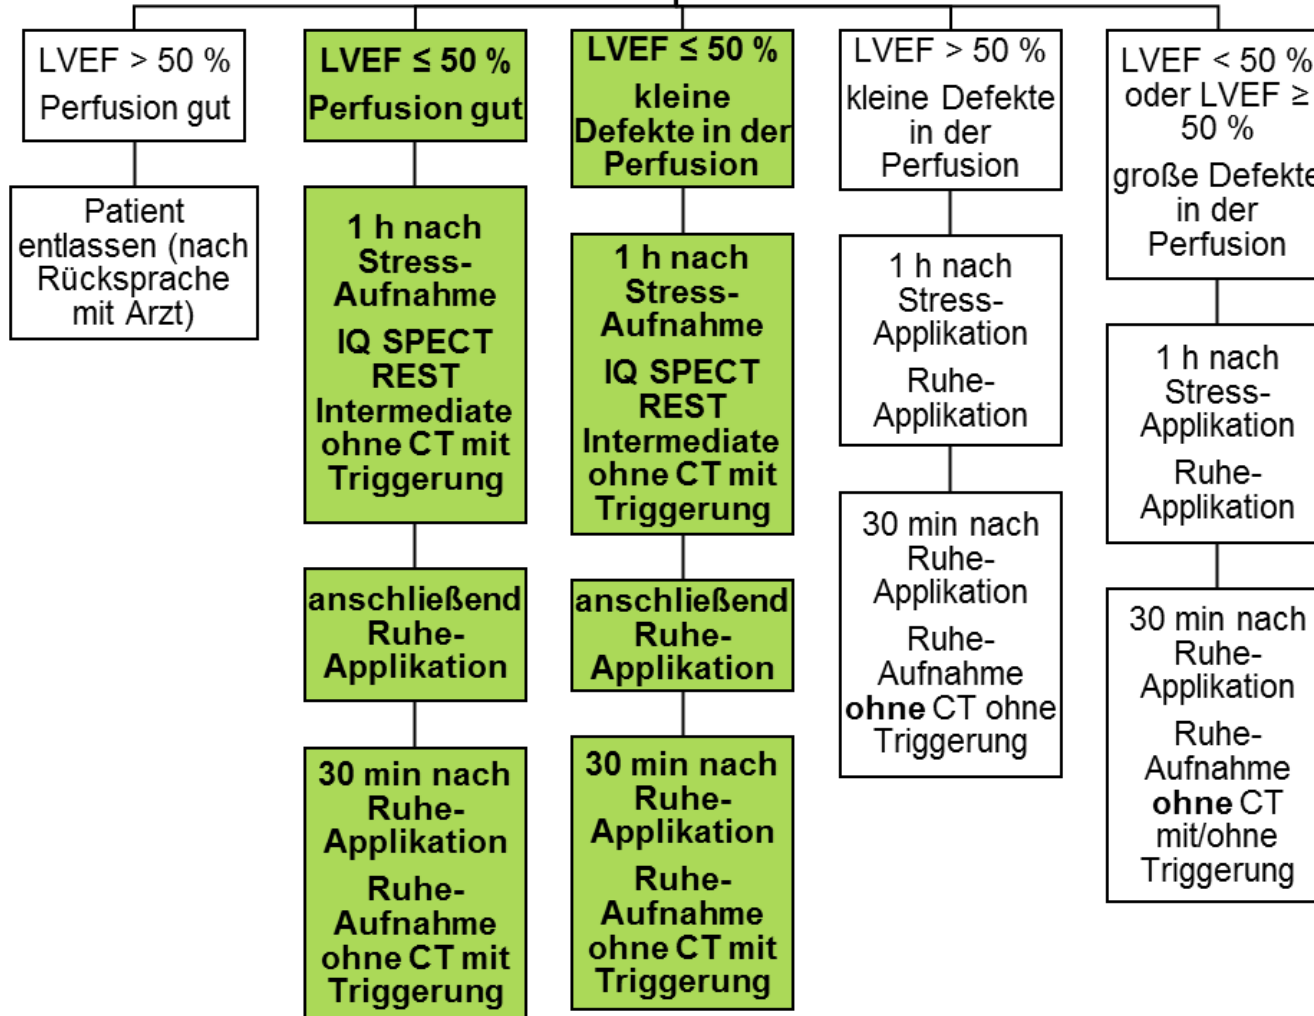 LVEF > 50 %
Perfusion gut
Patient
entlassen (nach
Rücksprache
mit Arzt)
LVEF ≤ 50 %
Perfusion gut
1 h nach
Stress-
Aufnahme
IQ SPECT
REST
Intermediate
ohne CT mit
Triggerung
anschließend
Ruhe-
Applikation
30 min nach
Ruhe-
Applikation
Ruhe-
Aufnahme
ohne CT mit
Triggerung
LVEF ≤ 50 %
kleine
Defekte in der
Perfusion
1 h nach
Stress-
Aufnahme
IQ SPECT
REST
Intermediate
ohne CT mit
Triggerung
anschließend
Ruhe-
Applikation
30 min nach
Ruhe-
Applikation
Ruhe-
Aufnahme
ohne CT mit
Triggerung
LVEF > 50 %
kleine Defekte
in der
Perfusion
1 h nach
Stress-
Applikation
Ruhe-
Applikation
30 min nach
Ruhe-
Applikation
Ruhe-
Aufnahme
ohne CT ohne
Triggerung
LVEF < 50 %
oder LVEF ≥
50 %
große Defekte
in der
Perfusion
1 h nach
Stress-
Applikation
Ruhe-
Applikation
30 min nach
Ruhe-
Applikation
Ruhe-
Aufnahme
ohne CT
mit/ohne
Triggerung